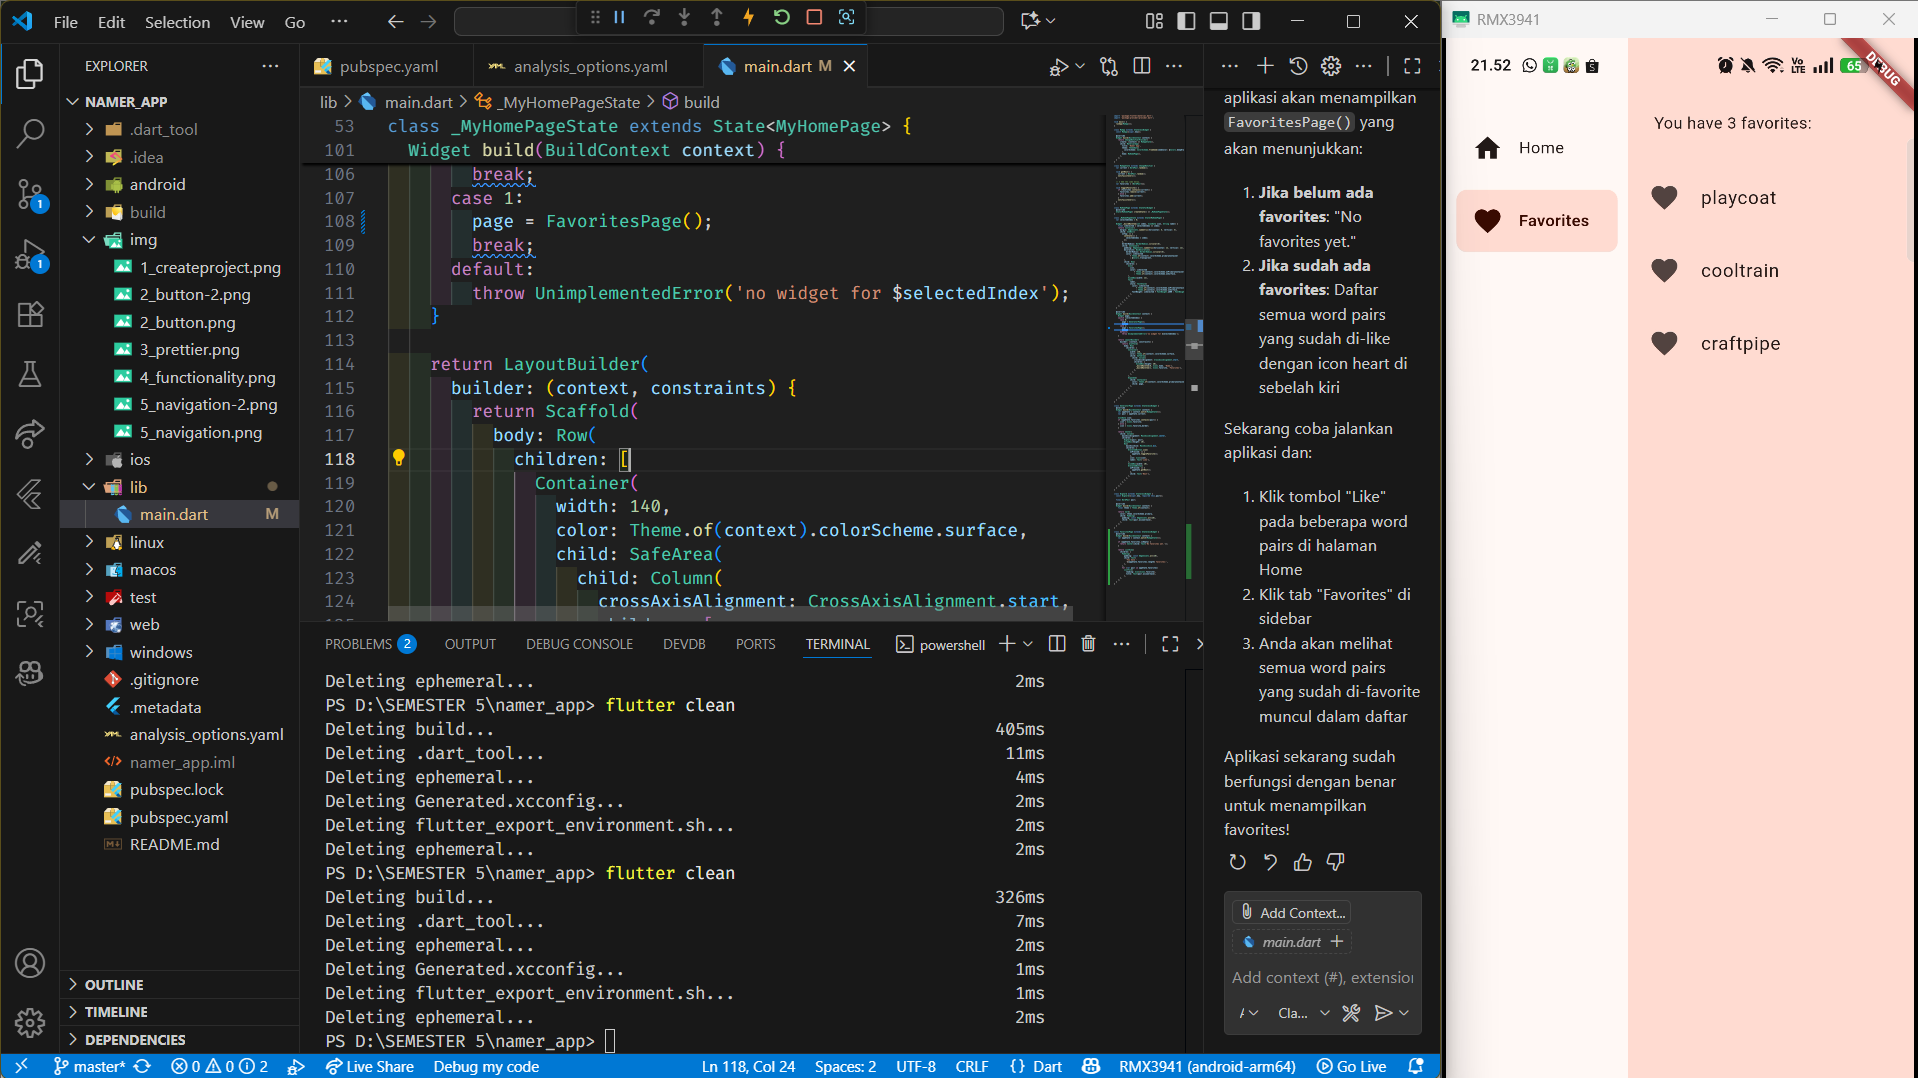 File Edit Selection View Go ···
EXPLORER
NAMER_APP
.dart_tool
.idea
android
build
img
1_createproject.png
2_button-2.png
2_button.png
3_prettier.png
4_functionality.png
5_navigation-2.png
5_navigation.png
ios
lib
main.dart M
linux
macos
test
web
windows
.gitignore
.metadata
analysis_options.yaml
namer_app.iml
pubspec.lock
pubspec.yaml
README.md
OUTLINE
TIMELINE
DEPENDENCIES
1
1
pubspec.yaml analysis_options.yaml main.dart M
lib > main.dart > _MyHomePageState > build
53 class _MyHomePageState extends State<MyHomePage> {
101 Widget build(BuildContext context) {
106 break;
107 case 1:
108 page = FavoritesPage();
109 break;
110 default:
111 throw UnimplementedError('no widget for $selectedIndex');
112 }
113
114 return LayoutBuilder(
115 builder: (context, constraints) {
116 return Scaffold(
117 body: Row(
118 children: [
119 Container(
120 width: 140,
121 color: Theme.of(context).colorScheme.surface,
122 child: SafeArea(
123 child: Column(
124 crossAxisAlignment: CrossAxisAlignment.start,
PROBLEMS 2 OUTPUT DEBUG CONSOLE DEVDB PORTS TERMINAL powershell
Deleting ephemeral... 2ms
PS D:\SEMESTER 5\namer_app> flutter clean
Deleting build... 405ms
Deleting .dart_tool... 11ms
Deleting ephemeral... 4ms
Deleting Generated.xcconfig... 2ms
Deleting flutter_export_environment.sh... 2ms
Deleting ephemeral... 2ms
PS D:\SEMESTER 5\namer_app> flutter clean
Deleting build... 326ms
Deleting .dart_tool... 7ms
Deleting ephemeral... 2ms
Deleting Generated.xcconfig... 1ms
Deleting flutter_export_environment.sh... 1ms
Deleting ephemeral... 2ms
PS D:\SEMESTER 5\namer_app>
aplikasi akan menampilkan
FavoritesPage() yang
akan menunjukkan:
1. Jika belum ada
favorites: "No
favorites yet."
2. Jika sudah ada
favorites: Daftar
semua word pairs
yang sudah di-like
dengan icon heart di
sebelah kiri
Sekarang coba jalankan
aplikasi dan:
1. Klik tombol "Like"
pada beberapa word
pairs di halaman
Home
2. Klik tab "Favorites" di
sidebar
3. Anda akan melihat
semua word pairs
yang sudah di-favorite
muncul dalam daftar
Aplikasi sekarang sudah
berfungsi dengan benar
untuk menampilkan
favorites!
Add Context...
main.dart +
Add context (#), extension
Cla...
master* 0 0 2 Live Share Debug my code Ln 118, Col 24 Spaces: 2 UTF-8 CRLF {} Dart RMX3941 (android-arm64) Go Live
RMX3941
21.52 Vo LTE 65
DEBUG
Home
Favorites
You have 3 favorites:
playcoat
cooltrain
craftpipe